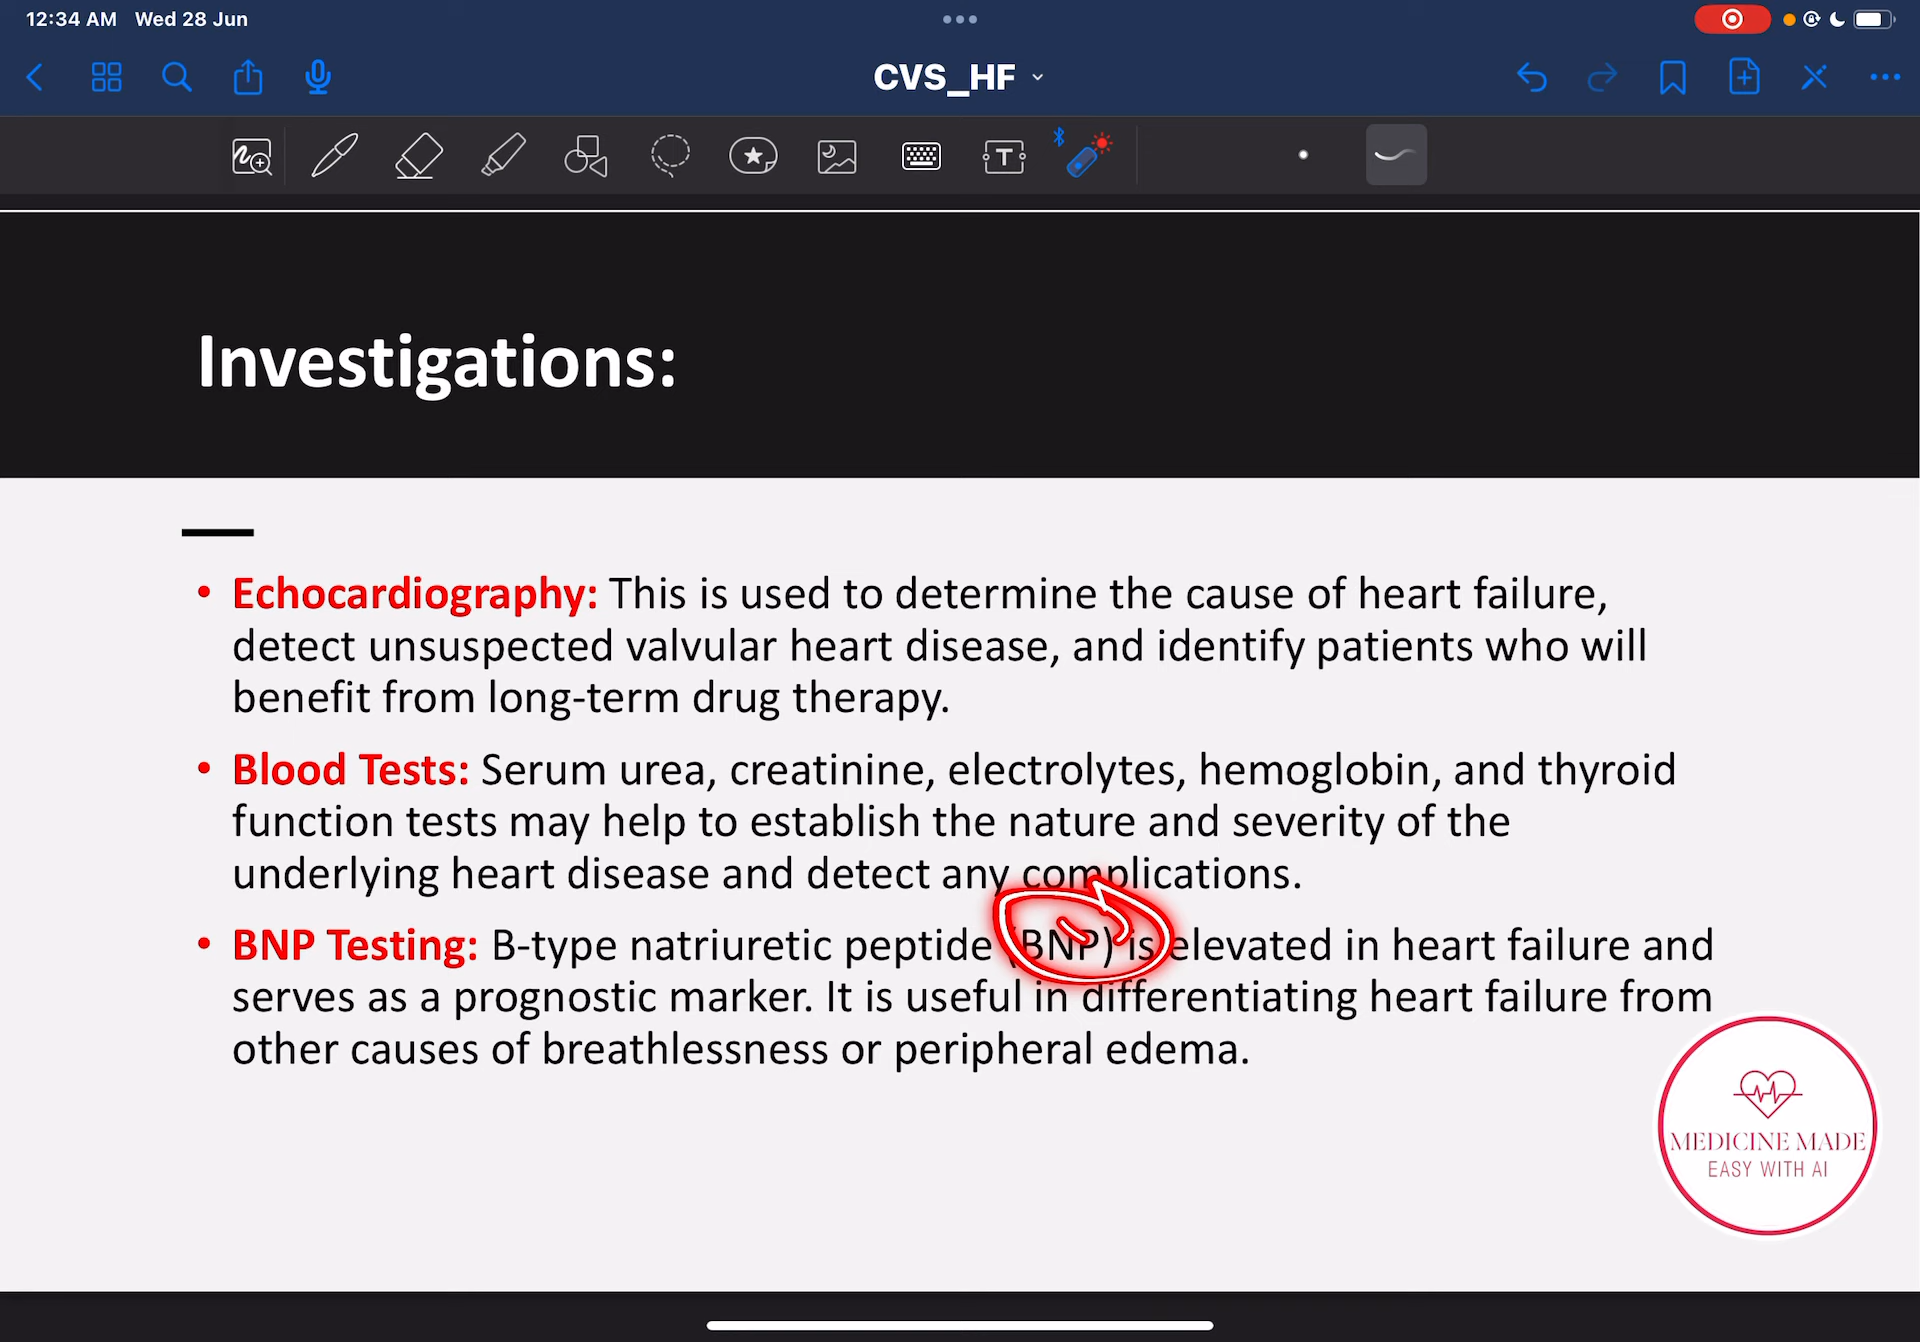 12:34 AM Wed 28 Jun
CVS_HF
T
Investigations:
• Echocardiography: This is used to determine the cause of heart failure,
detect unsuspected valvular heart disease, and identify patients who will
benefit from long-term drug therapy.
• Blood Tests: Serum urea, creatinine, electrolytes, hemoglobin, and thyroid
function tests may help to establish the nature and severity of the
underlying heart disease and detect any complications.
• BNP Testing: B-type natriuretic peptide (BNP) is elevated in heart failure and
serves as a prognostic marker. It is useful in differentiating heart failure from
other causes of breathlessness or peripheral edema.
MEDICINE MADE
EASY WITH AI